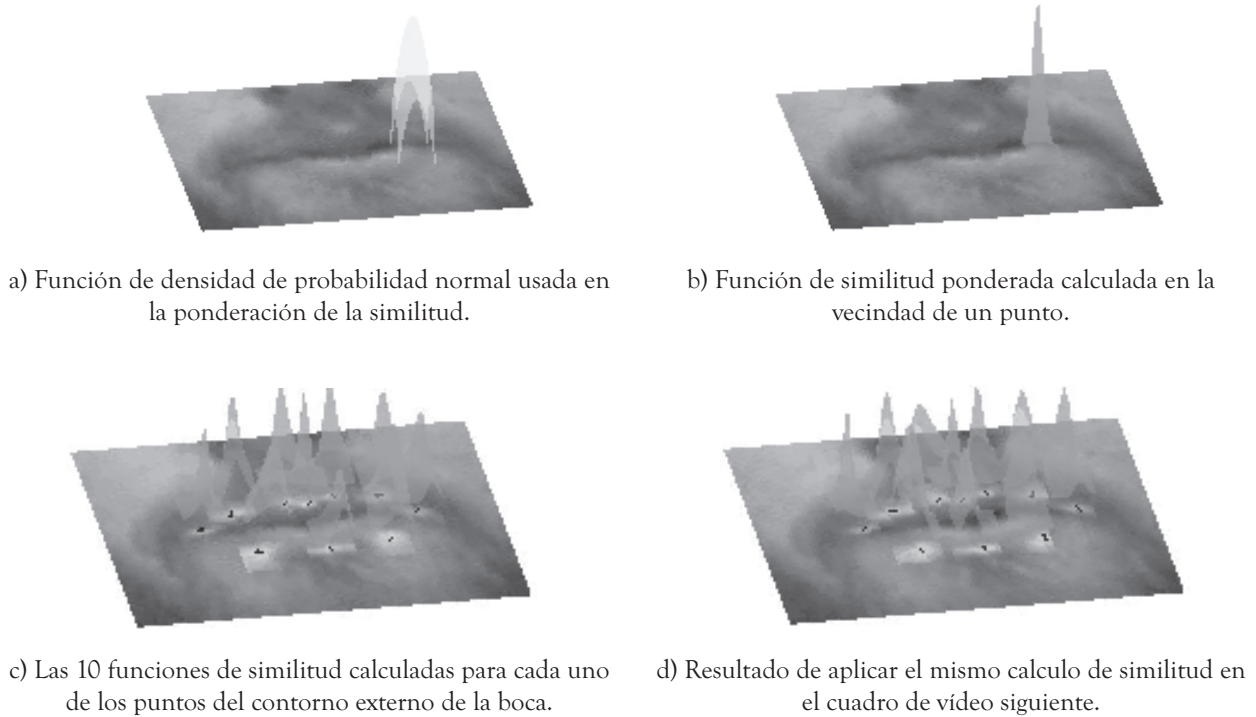 a) Función de densidad de probabilidad normal usada en
la ponderación de la similitud.
b) Función de similitud ponderada calculada en la
vecindad de un punto.
c) Las 10 funciones de similitud calculadas para cada uno
de los puntos del contorno externo de la boca.
d) Resultado de aplicar el mismo calculo de similitud en
el cuadro de vídeo siguiente.